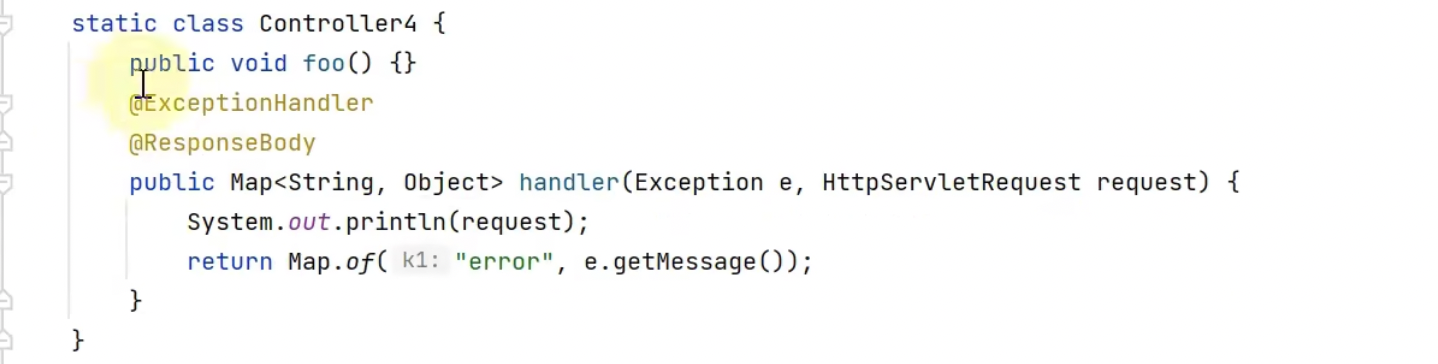 static class Controller4 {
public void foo() {}
@ExceptionHandler
@ResponseBody
public Map<String, Object> handler(Exception e, HttpServletRequest request) {
System.out.println(request);
return Map.of( k1: "error", e.getMessage());
}
}